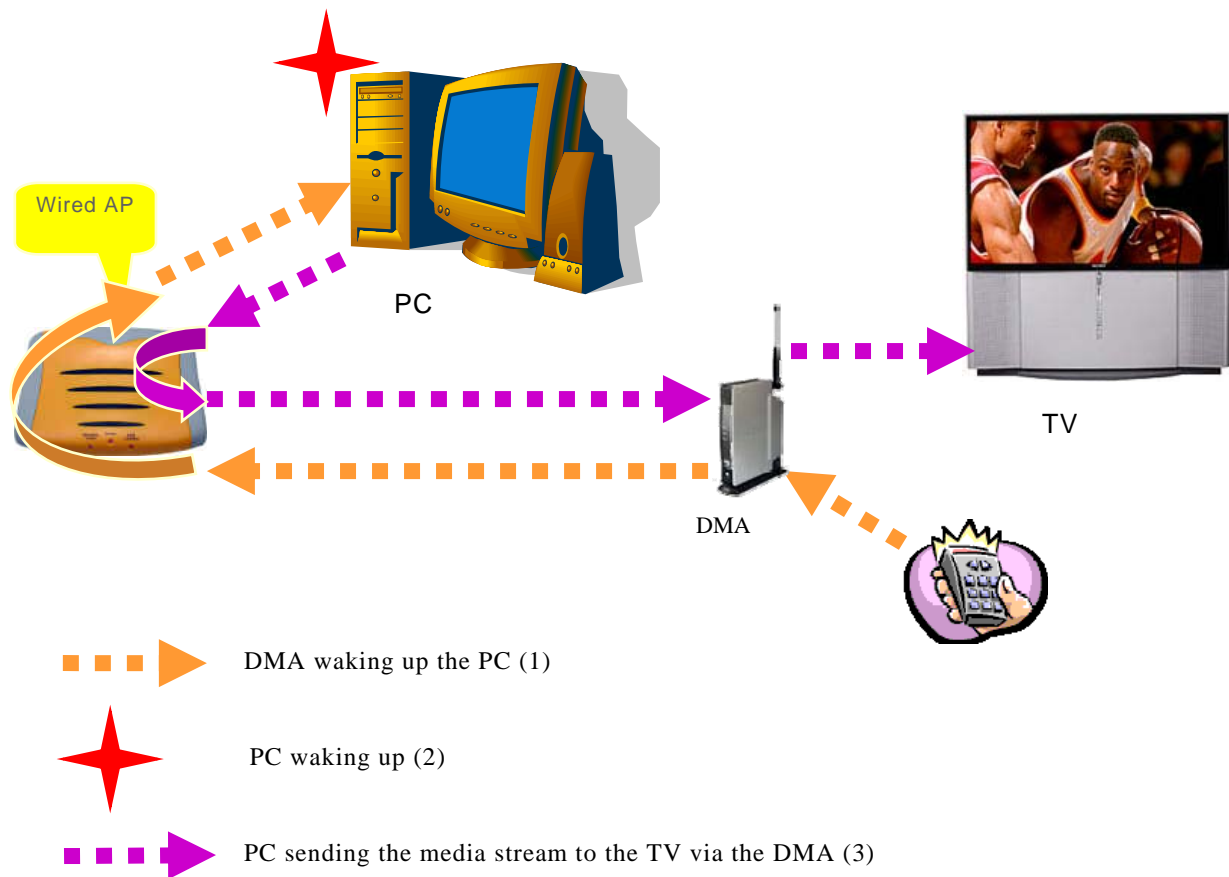 Wired AP
PC
TV
DMA
DMA waking up the PC (1)
PC waking up (2)
PC sending the media stream to the TV via the DMA (3)